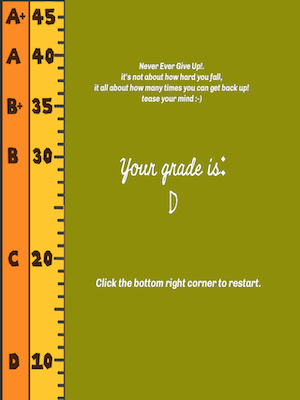 A+ 45
A 40
B+ 35
B 30
C 20
D 10
Never Ever Give Up!.
it's not about how hard you fall,
it all about how many times you can get back up!
tease your mind :-)
Your grade is:
D
Click the bottom right corner to restart.